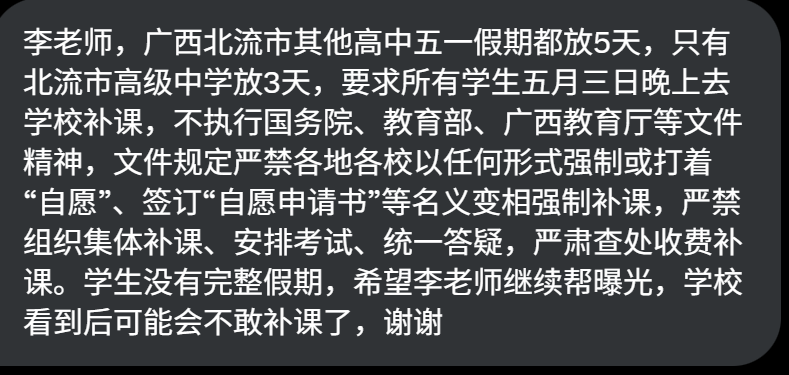 李老师，广西北流市其他高中五一假期都放5天，只有
北流市高级中学放3天，要求所有学生五月三日晚上去
学校补课，不执行国务院、教育部、广西教育厅等文件
精神，文件规定严禁各地各校以任何形式强制或打着
“自愿”、签订“自愿申请书”等名义变相强制补课，严禁
组织集体补课、安排考试、统一答疑，严肃查处收费补
课。学生没有完整假期，希望李老师继续帮曝光，学校
看到后可能会不敢补课了，谢谢